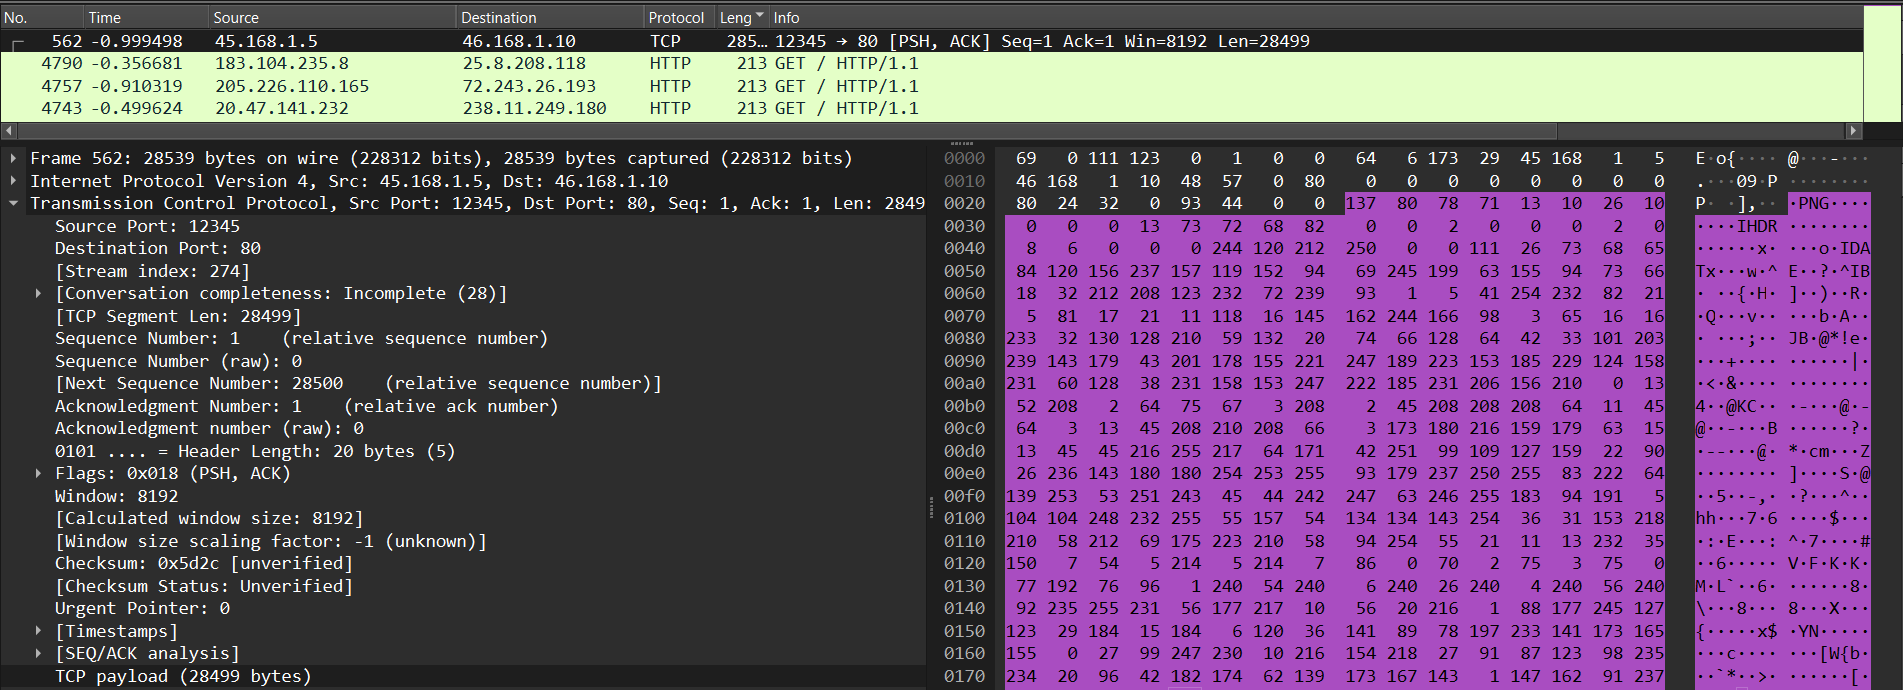 No. Time Source Destination Protocol Leng Info
562 -0.999498 45.168.1.5 46.168.1.10 TCP 285… 12345 → 80 [PSH, ACK] Seq=1 Ack=1 Win=8192 Len=28499
4790 -0.356681 183.104.235.8 25.8.208.118 HTTP 213 GET / HTTP/1.1
4757 -0.910319 205.226.110.165 72.243.26.193 HTTP 213 GET / HTTP/1.1
4743 -0.499624 20.47.141.232 238.11.249.180 HTTP 213 GET / HTTP/1.1
Frame 562: 28539 bytes on wire (228312 bits), 28539 bytes captured (228312 bits)
Internet Protocol Version 4, Src: 45.168.1.5, Dst: 46.168.1.10
Transmission Control Protocol, Src Port: 12345, Dst Port: 80, Seq: 1, Ack: 1, Len: 2849
Source Port: 12345
Destination Port: 80
[Stream index: 274]
[Conversation completeness: Incomplete (28)]
[TCP Segment Len: 28499]
Sequence Number: 1 (relative sequence number)
Sequence Number (raw): 0
[Next Sequence Number: 28500 (relative sequence number)]
Acknowledgment Number: 1 (relative ack number)
Acknowledgment number (raw): 0
0101 .... = Header Length: 20 bytes (5)
Flags: 0x018 (PSH, ACK)
Window: 8192
[Calculated window size: 8192]
[Window size scaling factor: -1 (unknown)]
Checksum: 0x5d2c [unverified]
[Checksum Status: Unverified]
Urgent Pointer: 0
[Timestamps]
[SEQ/ACK analysis]
TCP payload (28499 bytes)
0000 69 0 111 123 0 1 0 0 64 6 173 29 45 168 1 5 E·o{···· @··-···
0010 46 168 1 10 48 57 0 80 0 0 0 0 0 0 0 0 .···09·P ········
0020 80 24 32 0 93 44 0 0 137 80 78 71 13 10 26 10 P· ·],·· ·PNG····
0030 0 0 0 13 73 72 68 82 0 0 2 0 0 0 2 0 ····IHDR ········
0040 8 6 0 0 0 244 120 212 250 0 0 111 26 73 68 65 ······x· ···o·IDA
0050 84 120 156 237 157 119 152 94 69 245 199 63 155 94 73 66 Tx···w·^ E··?·^IB
0060 18 32 212 208 123 232 72 239 93 1 5 41 254 232 82 21 · ··{·H· ]··)··R·
0070 5 81 17 21 11 118 16 145 162 244 166 98 3 65 16 16 ·Q···v·· ···b·A··
0080 233 32 130 128 210 59 132 20 74 66 128 64 42 33 101 203 · ···;·· JB·@*!e·
0090 239 143 179 43 201 178 155 221 247 189 223 153 185 229 124 158 ···+···· ······|·
00a0 231 60 128 38 231 158 153 247 222 185 231 206 156 210 0 13 ·<·&···· ········
00b0 52 208 2 64 75 67 3 208 2 45 208 208 208 64 11 45 4··@KC·· ·-···@·-
00c0 64 3 13 45 208 210 208 66 3 173 180 216 159 179 63 15 @··-···B ······?·
00d0 13 45 45 216 255 217 64 171 42 251 99 109 127 159 22 90 ·--···@· *·cm···Z
00e0 26 236 143 180 180 254 253 255 93 179 237 250 255 83 222 64 ········ ]····S·@
00f0 139 253 53 251 243 45 44 242 247 63 246 255 183 94 191 5 ··5··-,· ·?···^··
0100 104 104 248 232 255 55 157 54 134 134 143 254 36 31 153 218 hh···7·6 ····$···
0110 210 58 212 69 175 223 210 58 94 254 55 21 11 13 232 35 ·:·E···: ^·7····#
0120 150 7 54 5 214 5 214 7 86 0 70 2 75 3 75 0 ··6····· V·F·K·K·
0130 77 192 76 96 1 240 54 240 6 240 26 240 4 240 56 240 M·L`··6· ······8·
0140 92 235 255 231 56 177 217 10 56 20 216 1 88 177 245 127 \···8··· 8···X···
0150 123 29 184 15 184 6 120 36 141 89 78 197 233 141 173 165 {·····x$ ·YN·····
0160 155 0 27 99 247 230 10 216 154 218 27 91 87 123 98 235 ···c···· ···[W{b·
0170 234 20 96 42 182 174 62 139 173 167 143 1 147 162 91 237 ··`*··>· ······[·